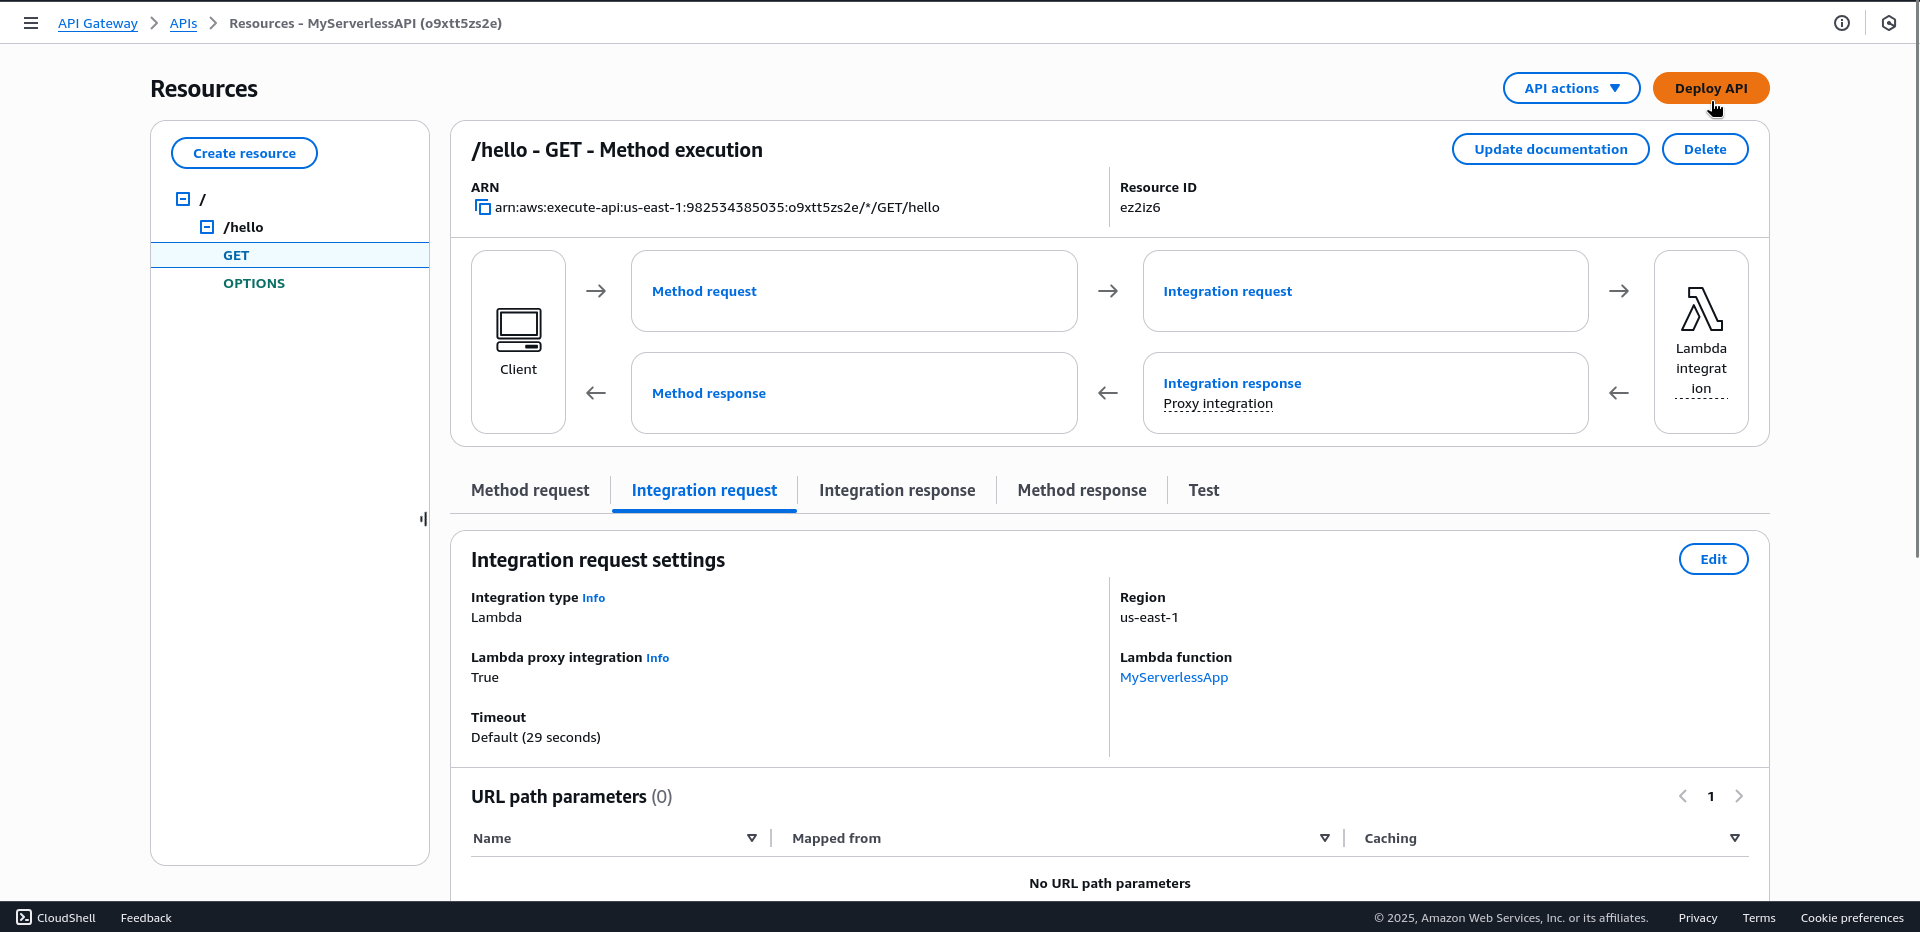 API Gateway > APIs > Resources - MyServerlessAPI (o9xtt5zs2e)
Resources
API actions
Deploy API
Create resource
/
/hello
GET
OPTIONS
/hello - GET - Method execution
Update documentation
Delete
ARN
arn:aws:execute-api:us-east-1:982534385035:o9xtt5zs2e/*/GET/hello
Resource ID
ez2iz6
Client
Method request
Integration request
Lambda
integrat
ion
Method response
Integration response
Proxy integration
Method request
Integration request
Integration response
Method response
Test
Integration request settings
Edit
Integration type Info
Lambda
Region
us-east-1
Lambda proxy integration Info
True
Lambda function
MyServerlessApp
Timeout
Default (29 seconds)
URL path parameters (0)
1
Name
Mapped from
Caching
No URL path parameters
CloudShell
Feedback
© 2025, Amazon Web Services, Inc. or its affiliates.
Privacy
Terms
Cookie preferences